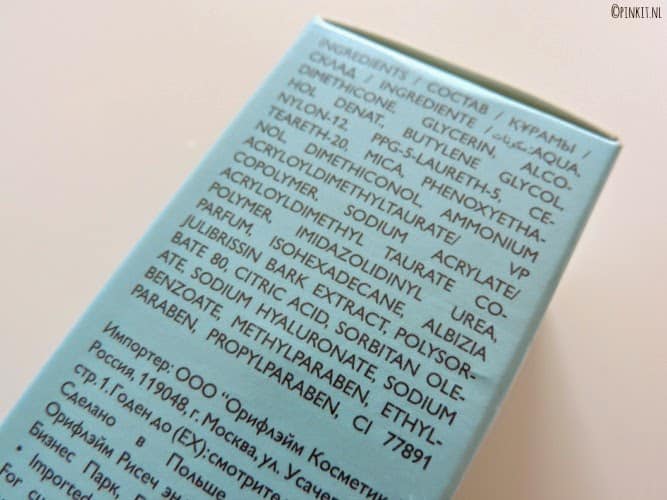 ©PINKIT.NL
INGREDIENTS / СОСТАВ / ҚҰРАМЫ /
СКЛАД / INGREDIENTE / مكونات: AQUA,
DIMETHICONE, GLYCERIN, ALCO-
HOL DENAT., BUTYLENE GLYCOL,
NYLON-12, PPG-5-LAURETH-5, CE-
TEARETH-20, MICA, PHENOXYETHA-
NOL, DIMETHICONOL, AMMONIUM
ACRYLOYLDIMETHYLTAURATE/ VP
COPOLYMER, SODIUM ACRYLATE/
ACRYLOYLDIMETHYL TAURATE CO-
POLYMER, IMIDAZOLIDINYL UREA,
PARFUM, ISOHEXADECANE, ALBIZIA
JULIBRISSIN BARK EXTRACT, POLYSOR-
BATE 80, CITRIC ACID, SORBITAN OLE-
ATE, SODIUM HYALURONATE, SODIUM
BENZOATE, METHYLPARABEN, ETHYL-
PARABEN, PROPYLPARABEN, CI 77891
Импортер: ООО "Орифлэйм Косметик
Россия, 119048, г. Москва, ул. Усачев
стр.1. Годен до (EX): смотрите
Сделано в Польше
Орифлэйм Рисеч эн
Бизнес Парк,
• Imported
For